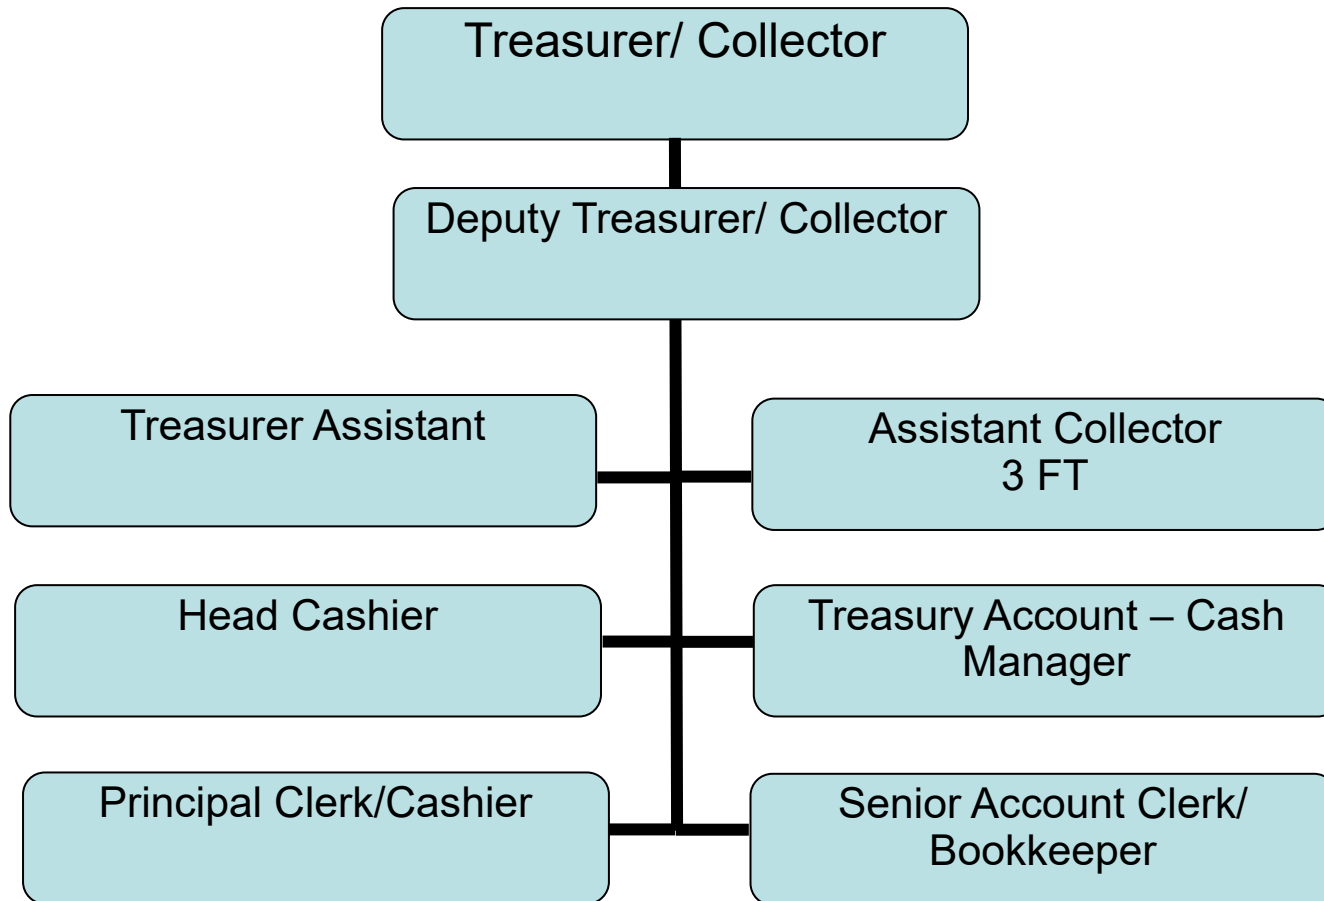 Treasurer/ Collector
Deputy Treasurer/ Collector
Treasurer Assistant
Assistant Collector
3 FT
Head Cashier
Treasury Account – Cash
Manager
Principal Clerk/Cashier
Senior Account Clerk/
Bookkeeper